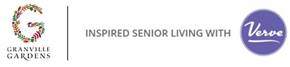 GRANVILLE
GARDENS
INSPIRED SENIOR LIVING WITH
Verve